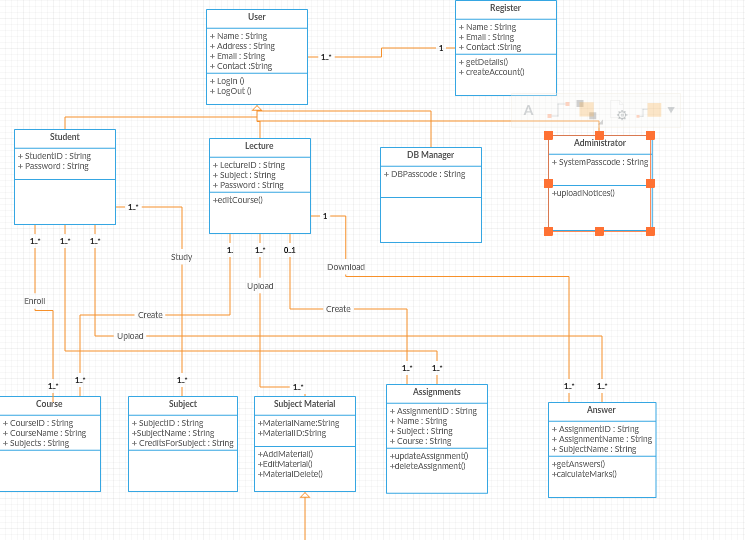 User
+ Name : String
+ Address : String
+ Email : String
+ Contact :String
+ LogIn ()
+ LogOut ()
1..*
1
Register
+ Name : String
+ Email : String
+ Contact :String
+ getDetails()
+ createAccount()
A
Student
+ StudentID : String
+ Password : String
Lecture
+ LectureID : String
+ Subject : String
+ Password : String
+editCourse()
DB Manager
+ DBPasscode : String
Administrator
+ SystemPasscode : String
+uploadNotices()
1..*
1
1..*
1..*
1..*
1.
1..*
0..1
Study
Download
Upload
Enroll
Create
Create
Upload
1..*
1..*
1..*
1..*
1..*
1..*
1..*
1..*
Course
+ CourseID : String
+ CourseName : String
+ Subjects : String
Subject
+ SubjectID : String
+SubjectName : String
+ CreditsForSubject : String
Subject Material
+MaterialName:String
+MaterialID:String
+AddMaterial()
+EditMaterial()
+MaterialDelete()
Assignments
+ AssignmentID : String
+ Name : String
+ Subject : String
+ Course : String
+updateAssignment()
+deleteAssignment()
Answer
+ AssignmentID : String
+ AssignmentName : String
+ SubjectName : String
+getAnswers()
+calculateMarks()